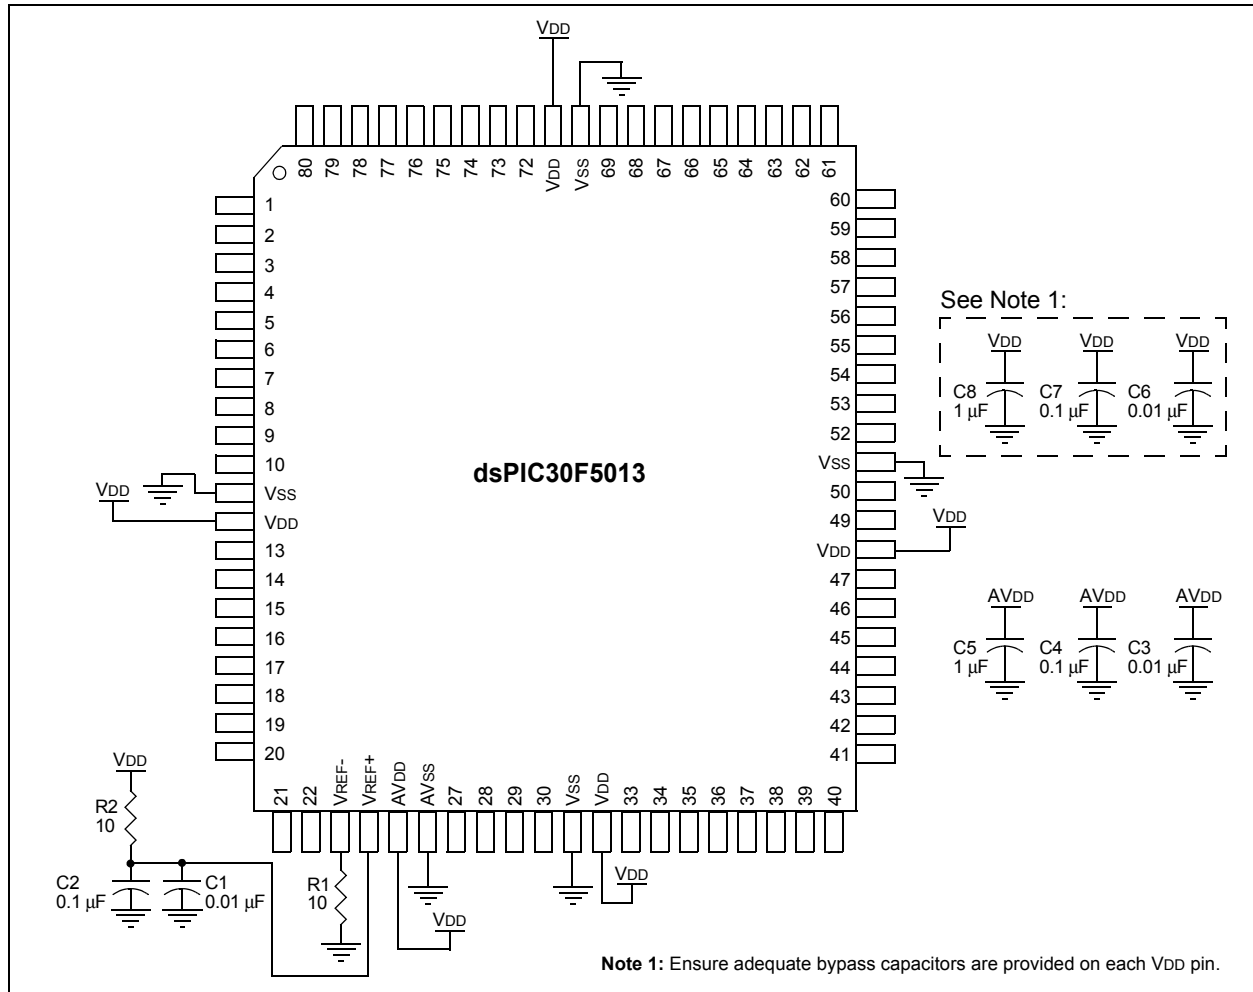 VDD
80 79 78 77 76 75 74 73 72 VDD VSS 69 68 67 66 65 64 63 62 61
1
2
3
4
5
6
7
8
9
10
VSS
VDD
13
14
15
16
17
18
19
20
VDD
dsPIC30F5013
60
59
58
57
56
55
54
53
52
VSS
50
49
VDD
47
46
45
44
43
42
41
VDD
See Note 1:
VDD VDD VDD
C8 C7 C6
1 µF 0.1 µF 0.01 µF
AVDD AVDD AVDD
C5 C4 C3
1 µF 0.1 µF 0.01 µF
21 22 VREF- VREF+ AVDD AVSS 27 28 29 30 VSS VDD 33 34 35 36 37 38 39 40
VDD
R2
10
C2 C1
0.1 µF 0.01 µF
R1
10
VDD
VDD
Note 1: Ensure adequate bypass capacitors are provided on each VDD pin.